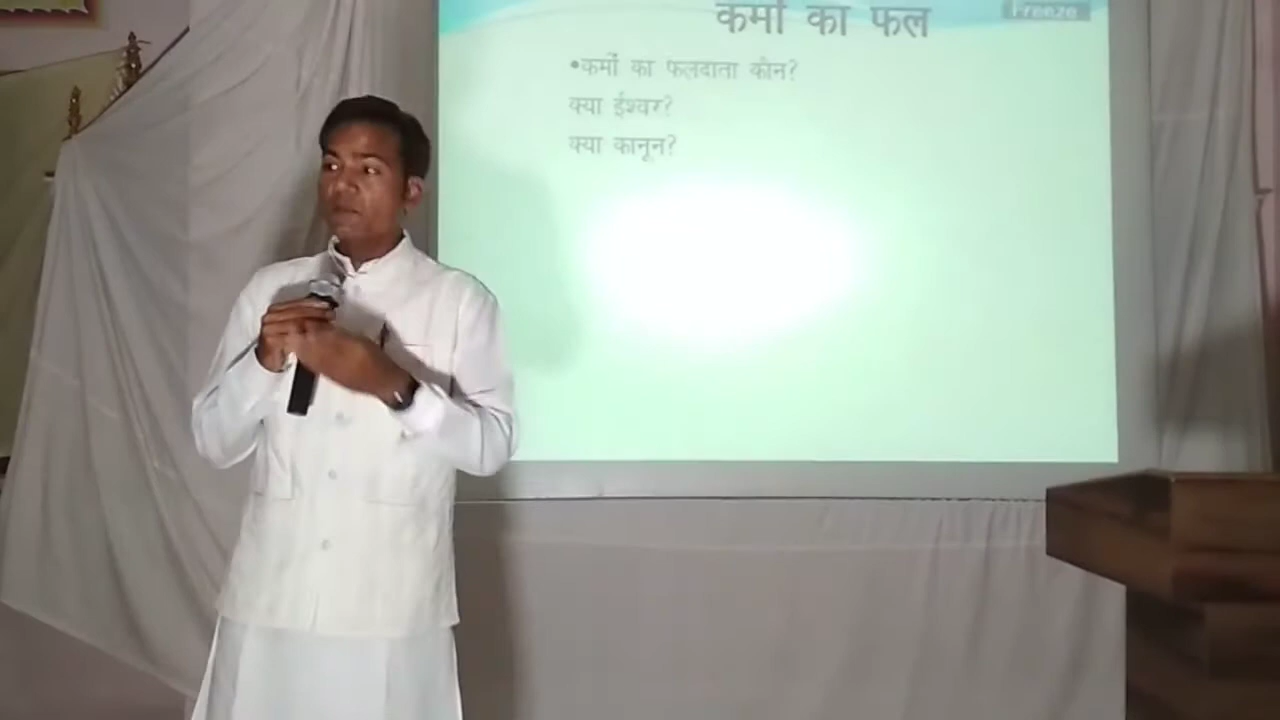 कर्मो का फल
Freeze
•कर्मों का फलदाता कौन?
क्या ईश्वर?
क्या कानून?